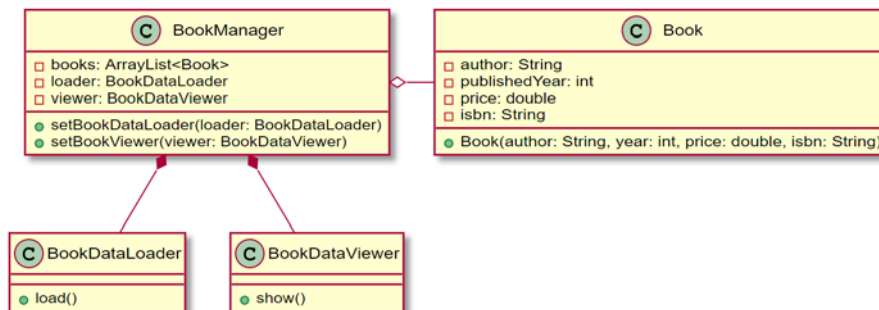 C BookManager
books: ArrayList<Book>
loader: BookDataLoader
viewer: BookDataViewer
setBookDataLoader(loader: BookDataLoader)
setBookViewer(viewer: BookDataViewer)
C Book
author: String
publishedYear: int
price: double
isbn: String
Book(author: String, year: int, price: double, isbn: String)
C BookDataLoader
load()
C BookDataViewer
show()